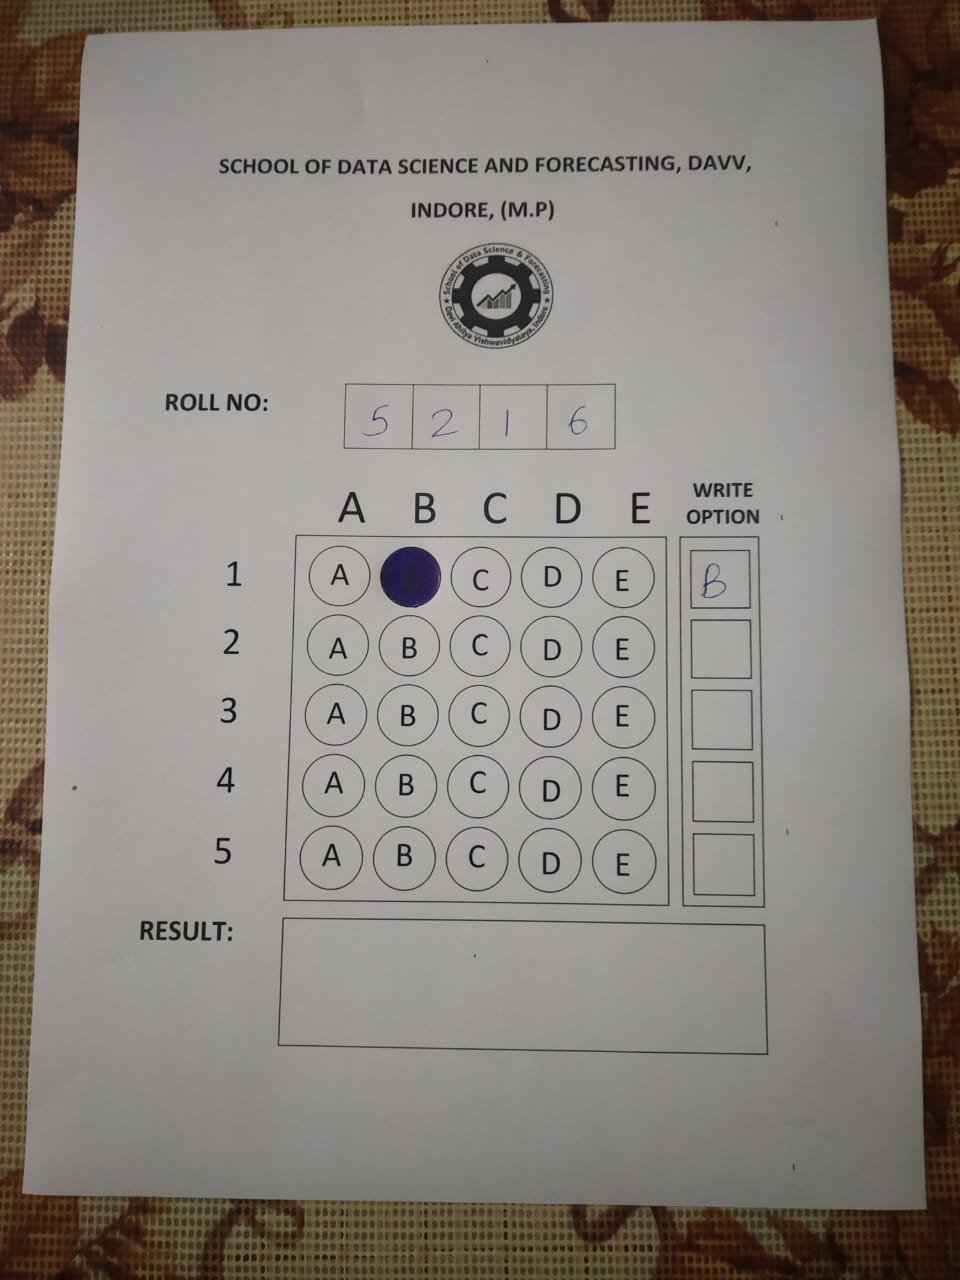 SCHOOL OF DATA SCIENCE AND FORECASTING, DAVV,
INDORE, (M.P)
School of Data Science & Forecasting
★ Devi Ahilya Vishwavidyalaya, Indore ★
ROLL NO: 5 2 1 6
A B C D E WRITE OPTION
1 A B C D E B
2 A B C D E
3 A B C D E
4 A B C D E
5 A B C D E
RESULT: